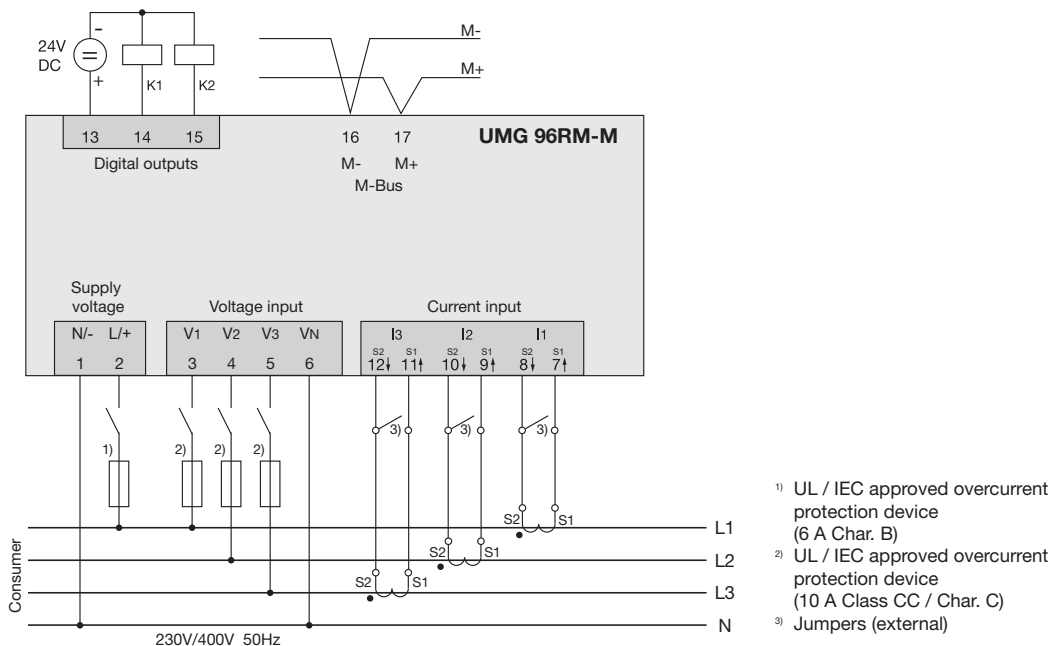 24V
DC
-
+
K1
K2
M-
M+
13 14 15
Digital outputs
16 17
M- M+
M-Bus
UMG 96RM-M
Supply
voltage
Voltage input
Current input
N/- L/+
V1 V2 V3 VN
I3 I2 I1
S2 S1 S2 S1 S2 S1
1 2 3 4 5 6 12 11 10 9 8 7
3) 3) 3)
1) 2) 2) 2)
S2 S1
L1
S2 S1
L2
S2 S1
L3
N
Consumer
230V/400V 50Hz
1) UL / IEC approved overcurrent
protection device
(6 A Char. B)
2) UL / IEC approved overcurrent
protection device
(10 A Class CC / Char. C)
3) Jumpers (external)